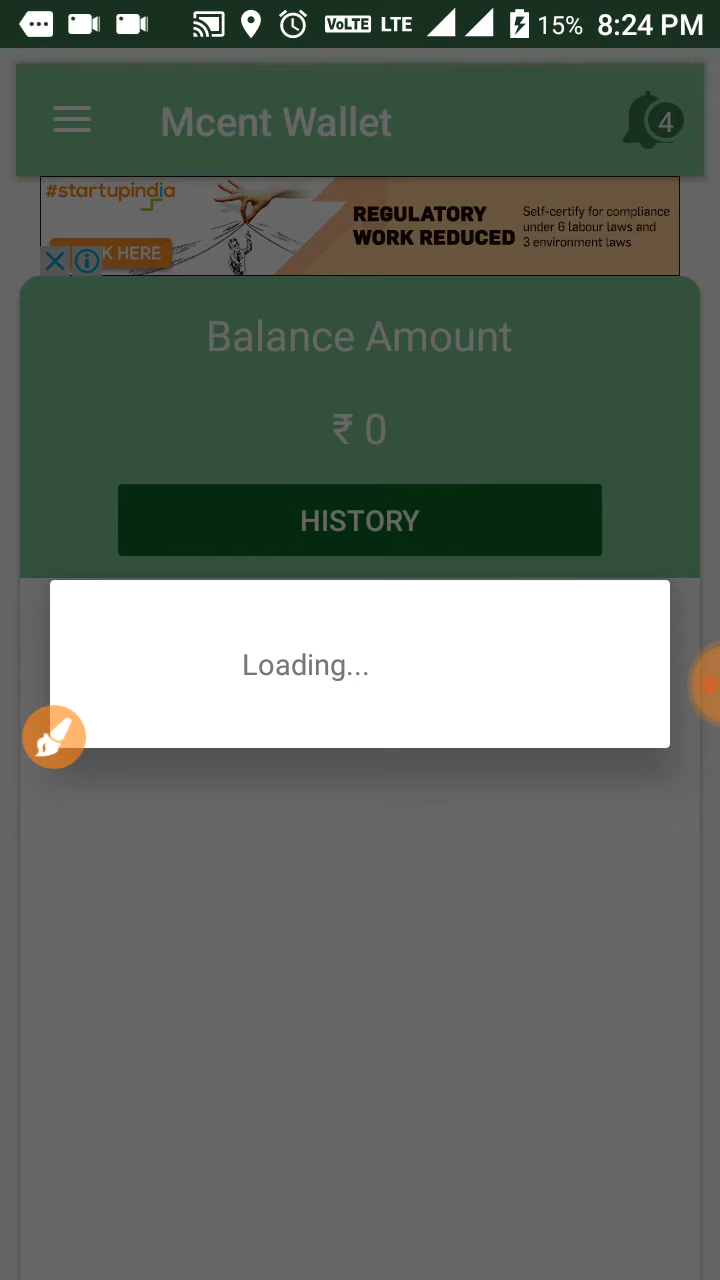 VoLTE LTE 15% 8:24 PM
Mcent Wallet
4
#startupindia
REGULATORY
WORK REDUCED
Self-certify for compliance
under 6 labour laws and
3 environment laws
K HERE
Balance Amount
₹ 0
HISTORY
Loading...